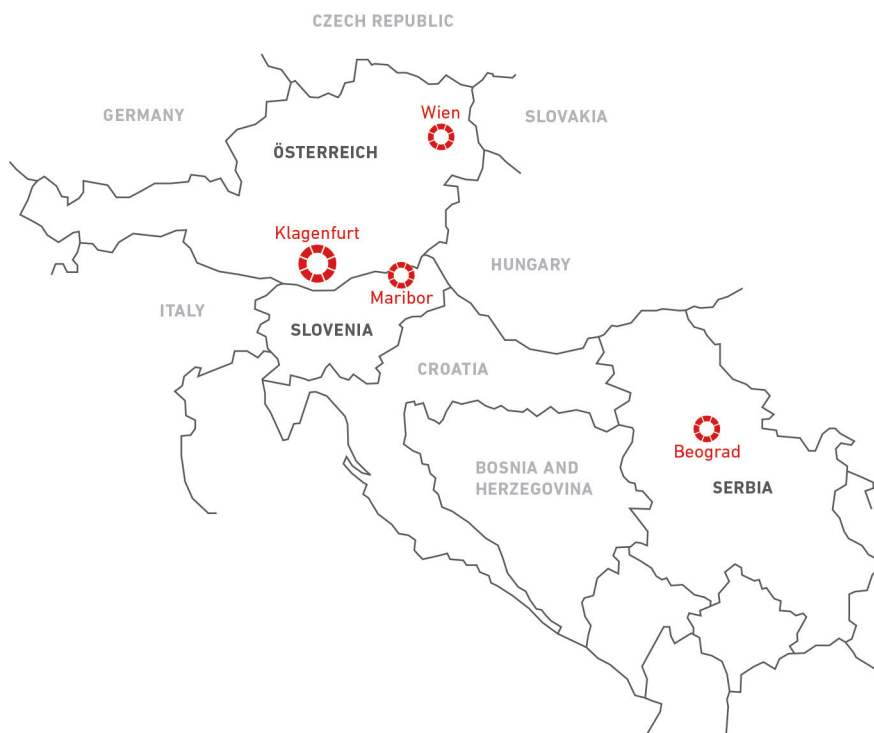 CZECH REPUBLIC
GERMANY
Wien
SLOVAKIA
ÖSTERREICH
Klagenfurt
HUNGARY
Maribor
ITALY
SLOVENIA
CROATIA
Beograd
BOSNIA AND
HERZEGOVINA
SERBIA